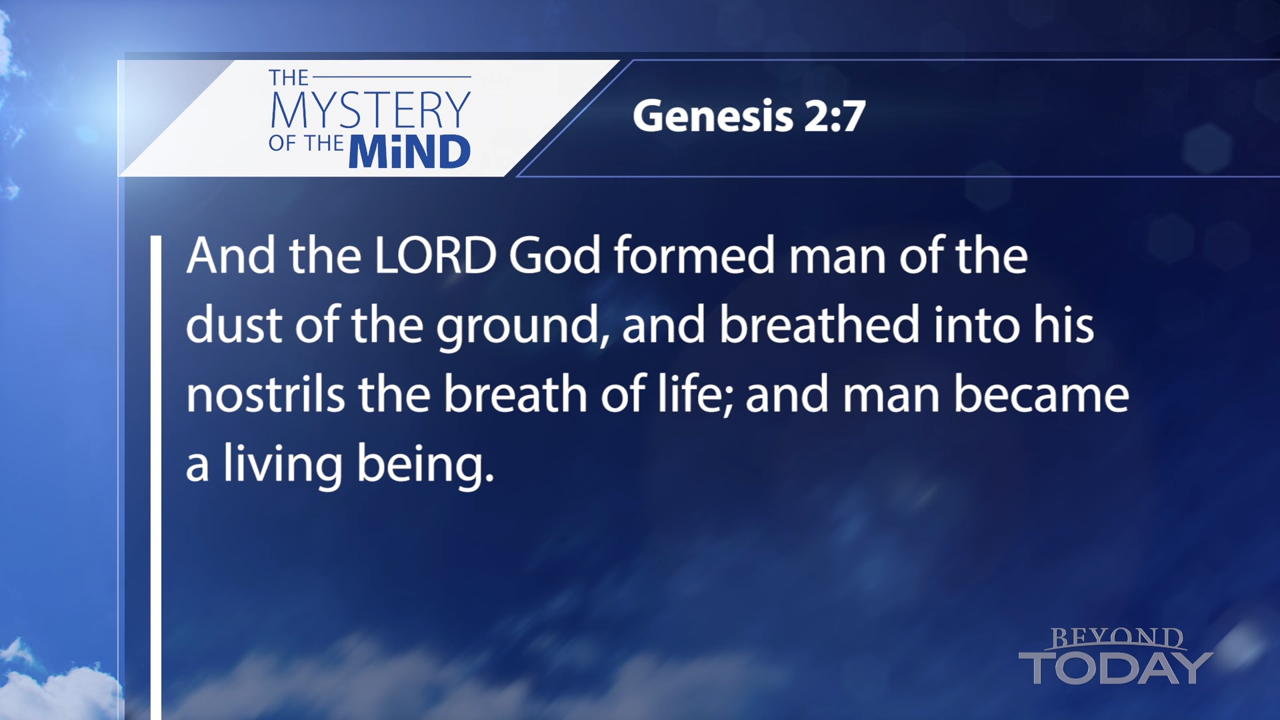 THE
MYSTERY
OF THE MiND
Genesis 2:7
And the LORD God formed man of the
dust of the ground, and breathed into his
nostrils the breath of life; and man became
a living being.
BEYOND
TODAY